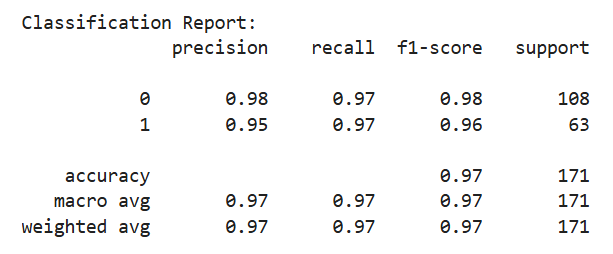 Classification Report:
precision recall f1-score support
0 0.98 0.97 0.98 108
1 0.95 0.97 0.96 63
accuracy 0.97 171
macro avg 0.97 0.97 0.97 171
weighted avg 0.97 0.97 0.97 171